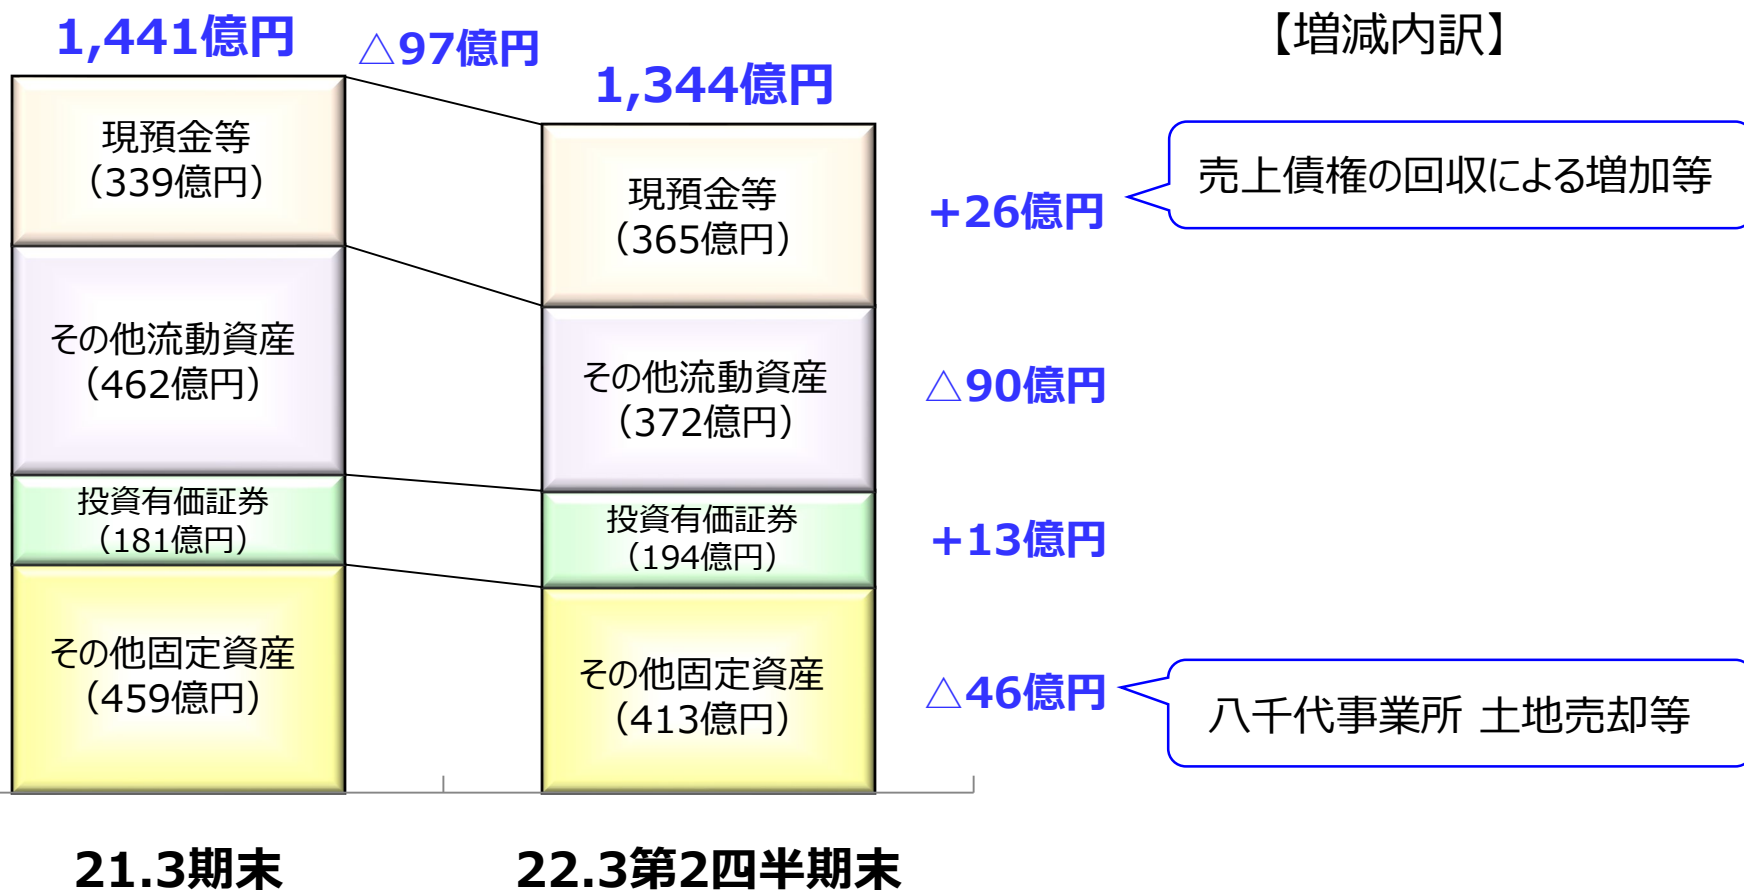 1,441億円
△97億円
1,344億円
【増減内訳】
現預金等
（339億円）
現預金等
（365億円）
+26億円
売上債権の回収による増加等
その他流動資産
（462億円）
その他流動資産
（372億円）
△90億円
投資有価証券
（181億円）
投資有価証券
（194億円）
+13億円
その他固定資産
（459億円）
その他固定資産
（413億円）
△46億円
八千代事業所 土地売却等
21.3期末
22.3第2四半期末